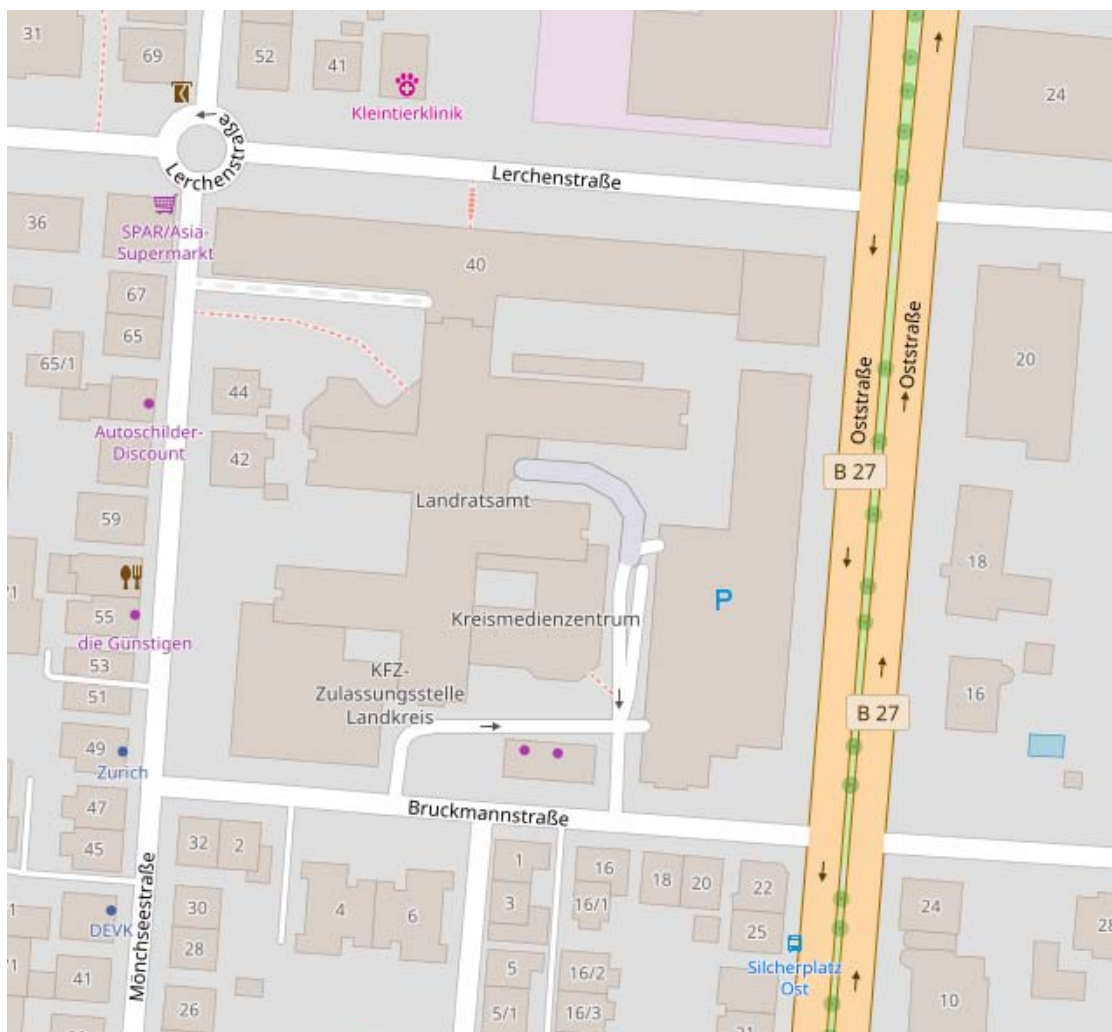 31
69
52
41
24
Kleintierklinik
Lerchenstraße
Lerchenstraße
36
SPAR/Asia-
Supermarkt
40
67
65
65/1
20
Oststraße
Oststraße
44
Autoschilder-
Discount
42
B 27
Landratsamt
59
18
P
55
die Günstigen
Kreismedienzentrum
53
51
KFZ-
Zulassungsstelle
Landkreis
16
B 27
49
Zurich
47
45
Bruckmannstraße
32
2
1
16
18
20
22
3
16/1
4
6
30
24
25
28
DEVK
Mönchseestraße
28
41
5
16/2
Silcherplatz
Ost
26
5/1
16/3
10